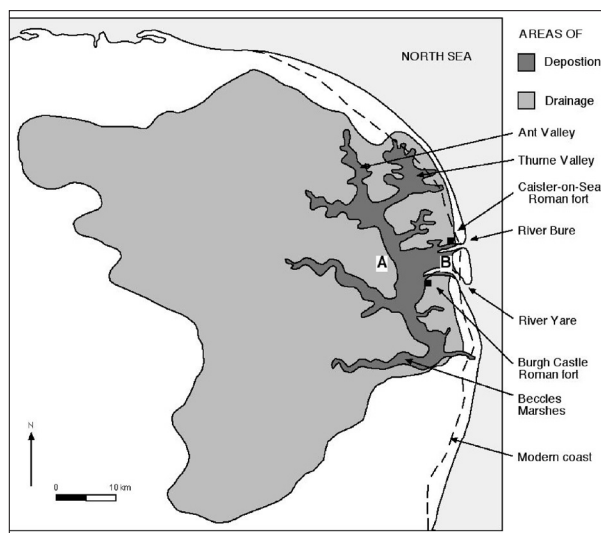 AREAS OF
NORTH SEA
Depostion
Drainage
Ant Valley
Thurne Valley
Caister-on-Sea
Roman fort
River Bure
A
B
River Yare
Burgh Castle
Roman fort
Beccles
Marshes
Modern coast
N
0
10 km